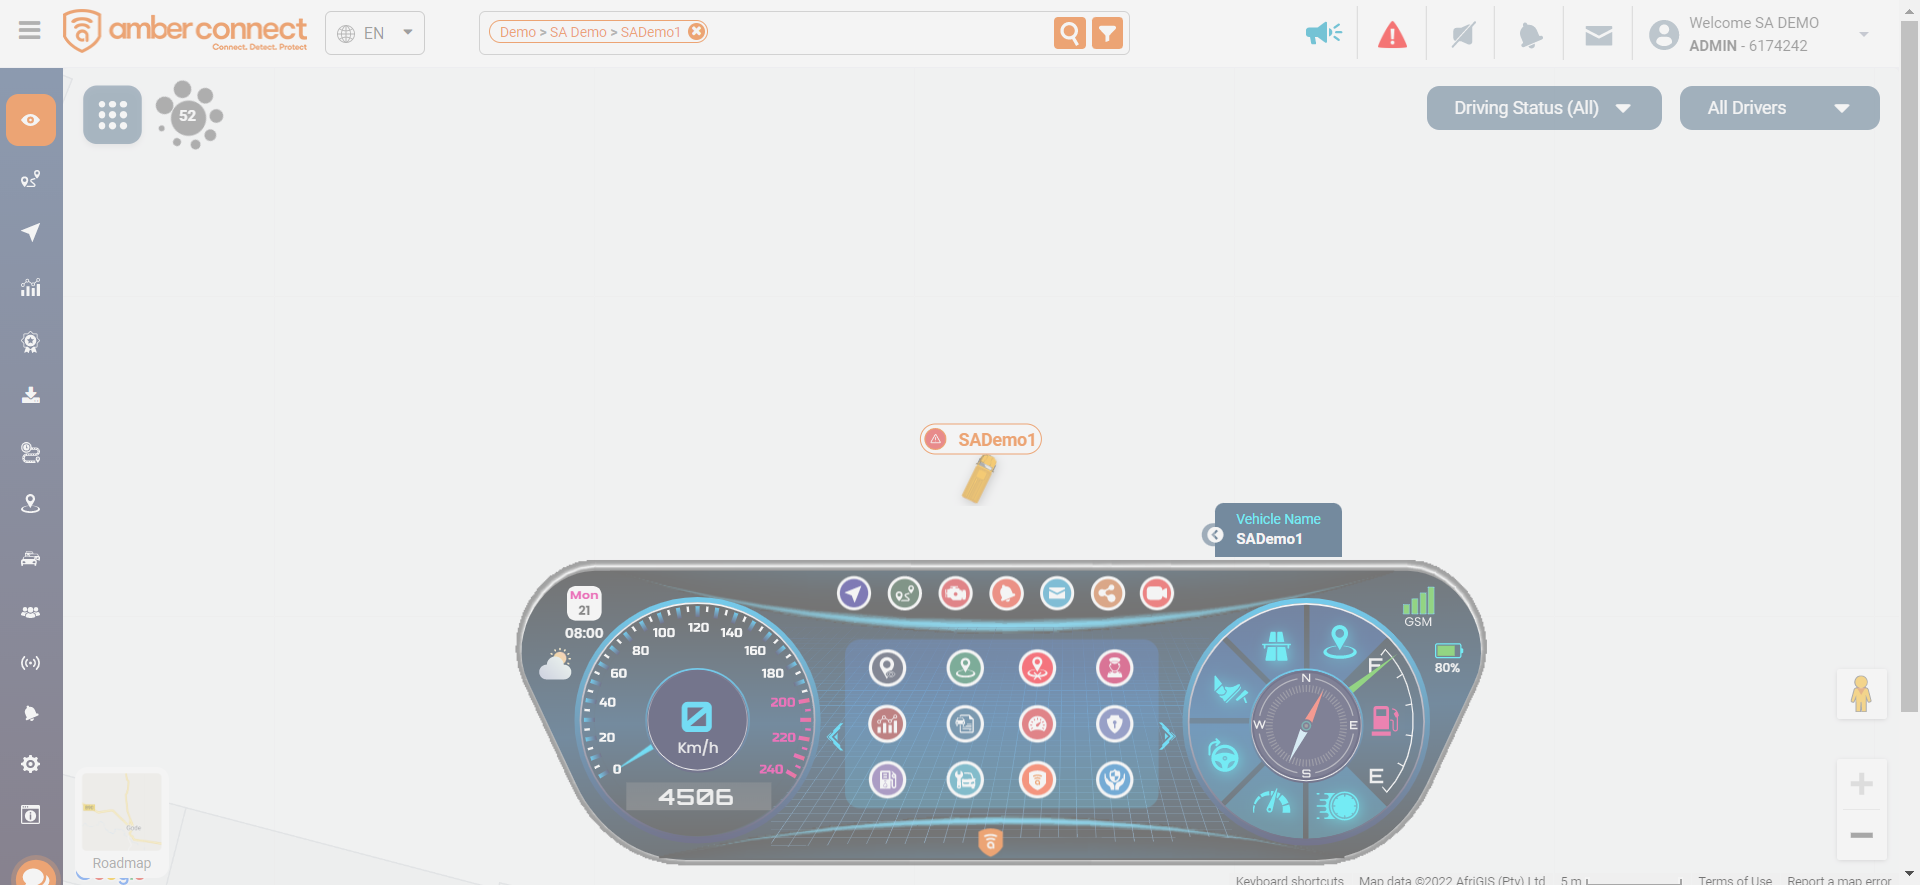 amber connect
Connect. Detect. Protect
EN
Demo > SA Demo > SADemo1
Welcome SA DEMO
ADMIN - 6174242
52
Driving Status (All)
All Drivers
SADemo1
Vehicle Name
SADemo1
Mon
21
08:00
0
20
40
60
80
100
120
140
160
180
200
220
240
0
Km/h
4506
N
E
S
W
F
E
GSM
80%
Roadmap
Google
Keyboard shortcuts
Map data ©2022 AfriGIS (Pty) Ltd
5 m
Terms of Use
Report a map error